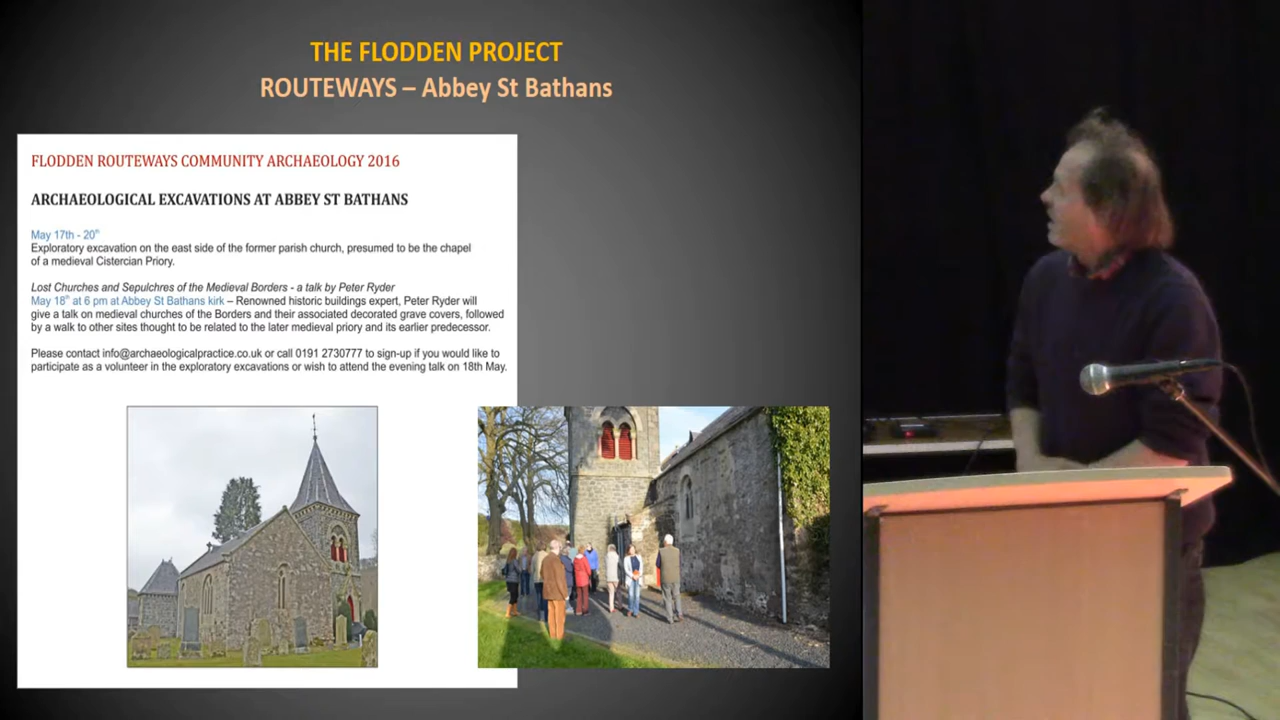 THE FLODDEN PROJECT
ROUTEWAYS – Abbey St Bathans
FLODDEN ROUTEWAYS COMMUNITY ARCHAEOLOGY 2016
ARCHAEOLOGICAL EXCAVATIONS AT ABBEY ST BATHANS
May 17th - 20th
Exploratory excavation on the east side of the former parish church, presumed to be the chapel
of a medieval Cistercian Priory.
Lost Churches and Sepulchres of the Medieval Borders - a talk by Peter Ryder
May 18th at 6 pm at Abbey St Bathans kirk – Renowned historic buildings expert, Peter Ryder will
give a talk on medieval churches of the Borders and their associated decorated grave covers, followed
by a walk to other sites thought to be related to the later medieval priory and its earlier predecessor.
Please contact info@archaeologicalpractice.co.uk or call 0191 2730777 to sign-up if you would like to
participate as a volunteer in the exploratory excavations or wish to attend the evening talk on 18th May.